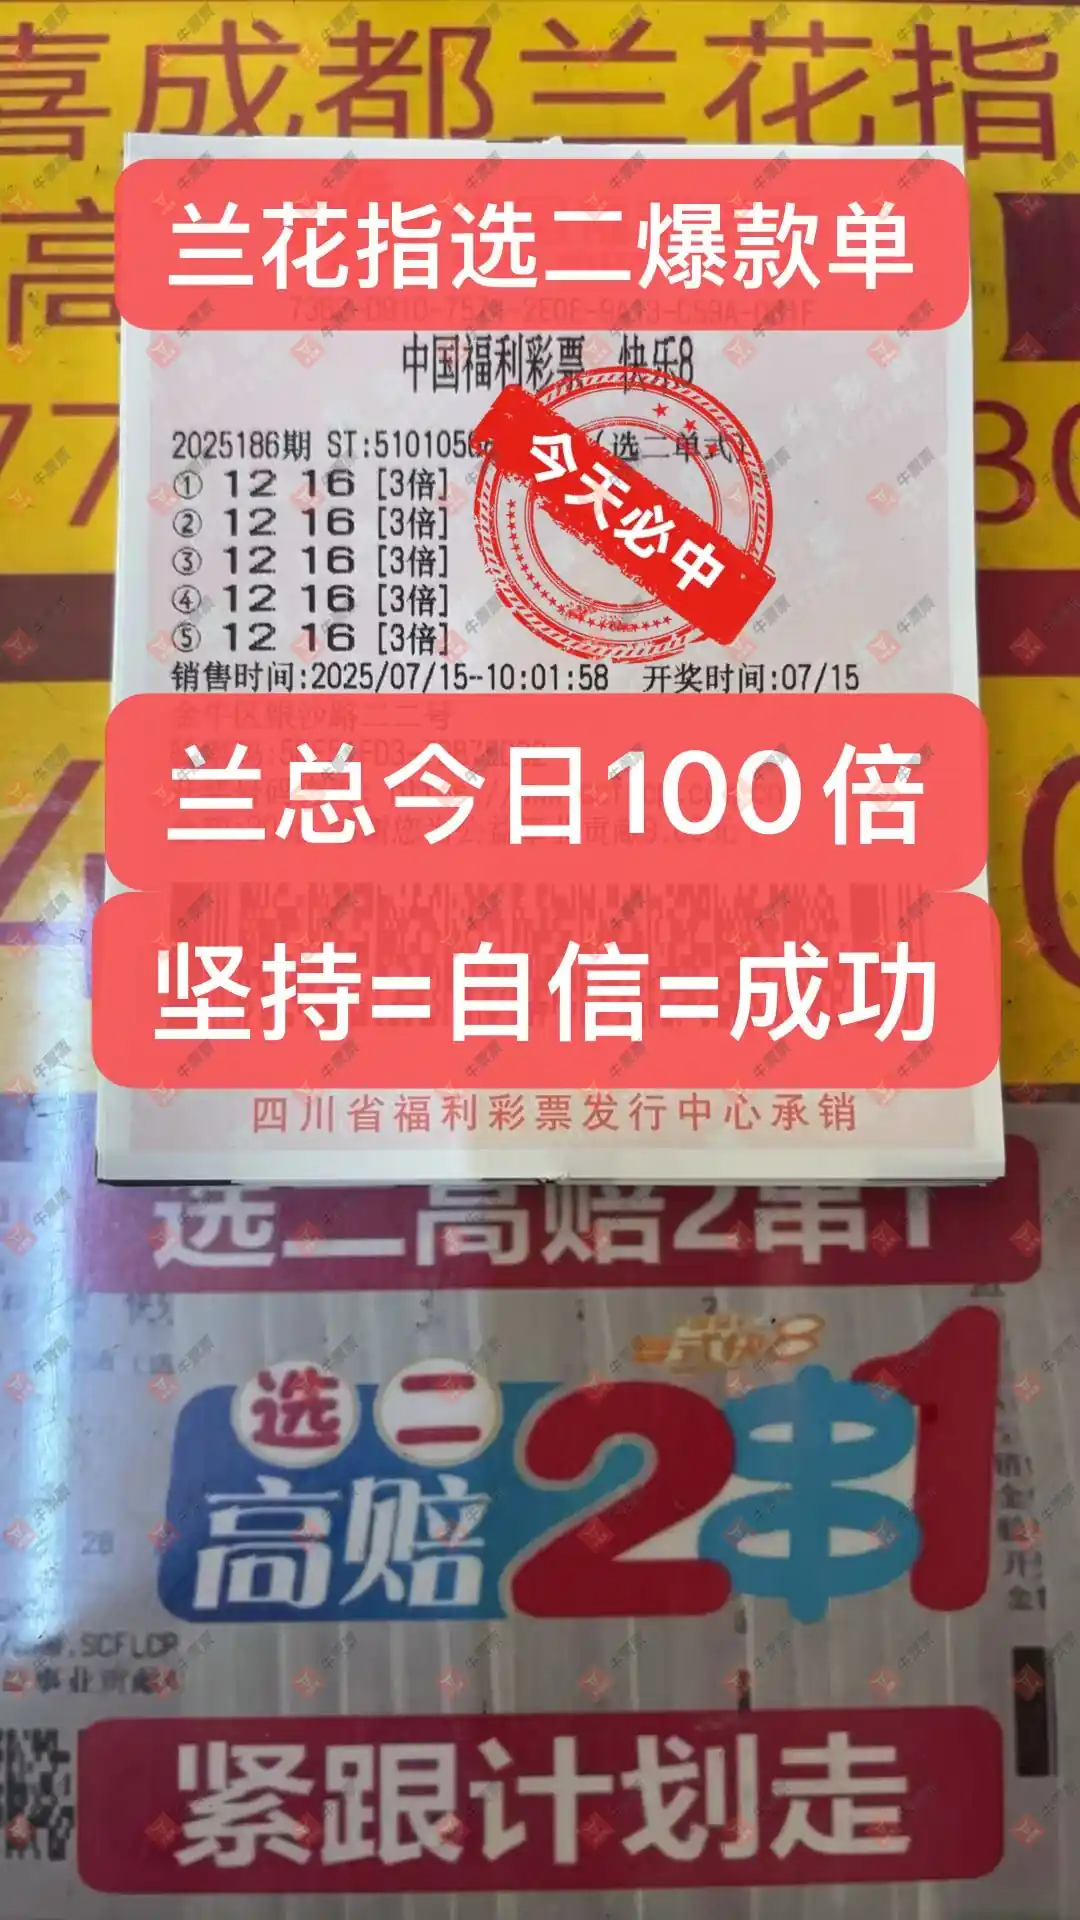 喜成都兰花指
高
兰花指选二爆款单
中国福利彩票 快乐8
2025186期 ST:5101050 (选二单式)
① 12 16 [3倍]
② 12 16 [3倍]
③ 12 16 [3倍]
④ 12 16 [3倍]
⑤ 12 16 [3倍]
今天必中
销售时间:2025/07/15--10:01:58 开奖时间:07/15
兰总今日100倍
坚持=自信=成功
四川省福利彩票发行中心承销
选二高赔2串1
选二
高赔
2串1
紧跟计划走
牛票票